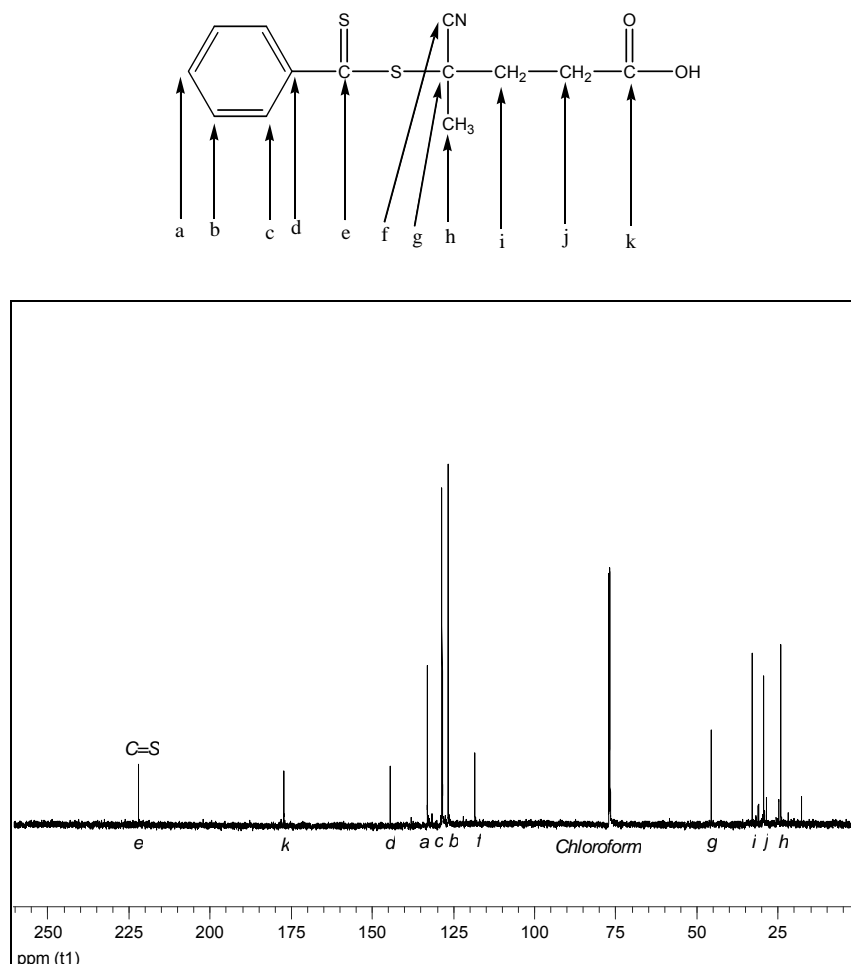 S CN O
C S C CH2 CH2 C OH
CH3
a b c d e f g h i j k
C=S
e k d a c b f Chloroform g i j h
250 225 200 175 150 125 100 75 50 25
ppm (t1)